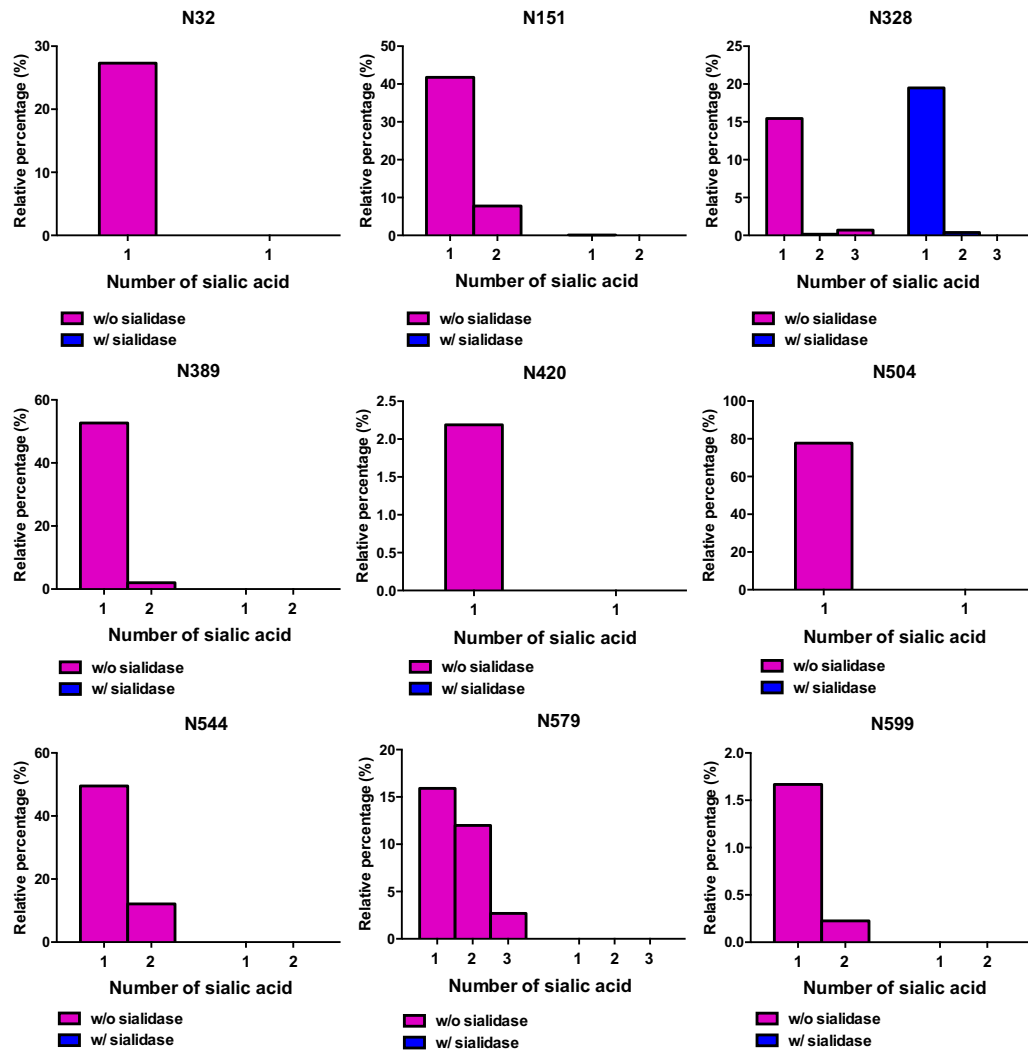 N32
Relative percentage (%)
30
20
10
0
1
1
Number of sialic acid
w/o sialidase
w/ sialidase
N151
Relative percentage (%)
50
40
30
20
10
0
1 2 1 2
Number of sialic acid
w/o sialidase
w/ sialidase
N328
Relative percentage (%)
25
20
15
10
5
0
1 2 3 1 2 3
Number of sialic acid
w/o sialidase
w/ sialidase
N389
Relative percentage (%)
60
40
20
0
1 2 1 2
Number of sialic acid
w/o sialidase
w/ sialidase
N420
Relative percentage (%)
2.5
2.0
1.5
1.0
0.5
0.0
1 1
Number of sialic acid
w/o sialidase
w/ sialidase
N504
Relative percentage (%)
100
80
60
40
20
0
1 1
Number of sialic acid
w/o sialidase
w/ sialidase
N544
Relative percentage (%)
60
40
20
0
1 2 1 2
Number of sialic acid
w/o sialidase
w/ sialidase
N579
Relative percentage (%)
20
15
10
5
0
1 2 3 1 2 3
Number of sialic acid
w/o sialidase
w/ sialidase
N599
Relative percentage (%)
2.0
1.5
1.0
0.5
0.0
1 2 1 2
Number of sialic acid
w/o sialidase
w/ sialidase